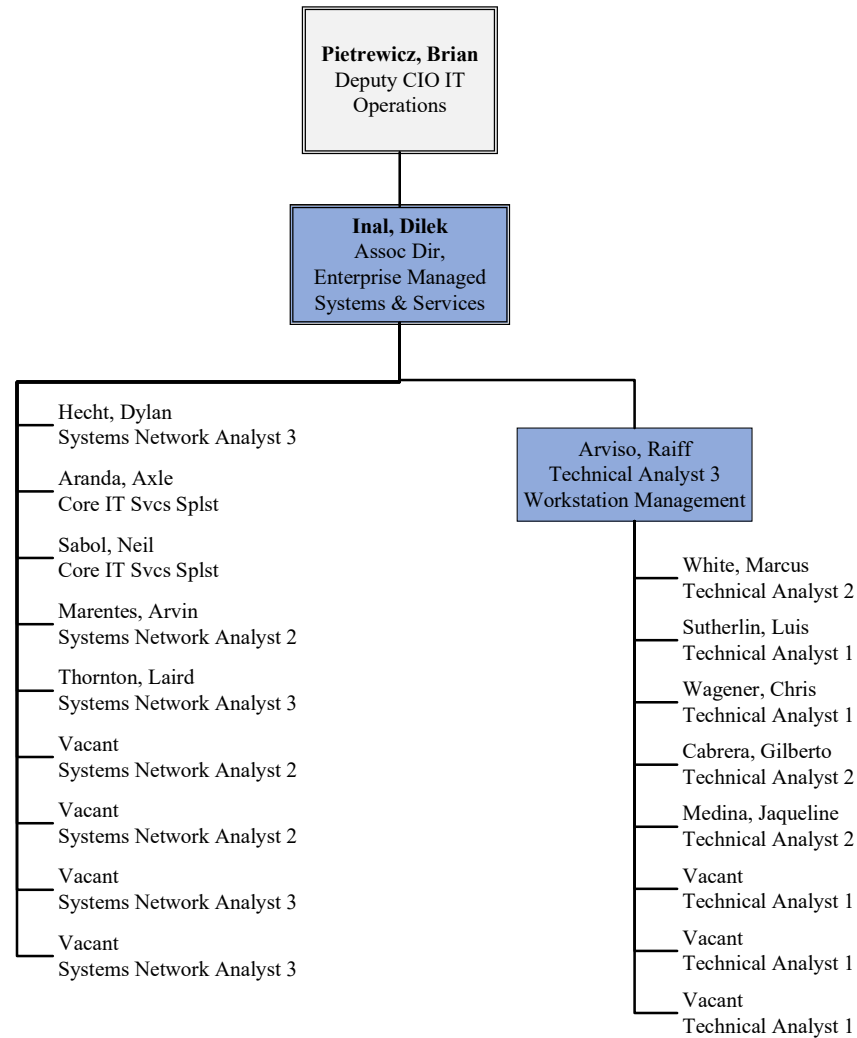 Pietrewicz, Brian
Deputy CIO IT
Operations
Inal, Dilek
Assoc Dir,
Enterprise Managed
Systems & Services
Hecht, Dylan
Systems Network Analyst 3
Aranda, Axle
Core IT Svcs Splst
Sabol, Neil
Core IT Svcs Splst
Marentes, Arvin
Systems Network Analyst 2
Thornton, Laird
Systems Network Analyst 3
Vacant
Systems Network Analyst 2
Vacant
Systems Network Analyst 2
Vacant
Systems Network Analyst 3
Vacant
Systems Network Analyst 3
Arviso, Raiff
Technical Analyst 3
Workstation Management
White, Marcus
Technical Analyst 2
Sutherlin, Luis
Technical Analyst 1
Wagener, Chris
Technical Analyst 1
Cabrera, Gilberto
Technical Analyst 2
Medina, Jaqueline
Technical Analyst 2
Vacant
Technical Analyst 1
Vacant
Technical Analyst 1
Vacant
Technical Analyst 1